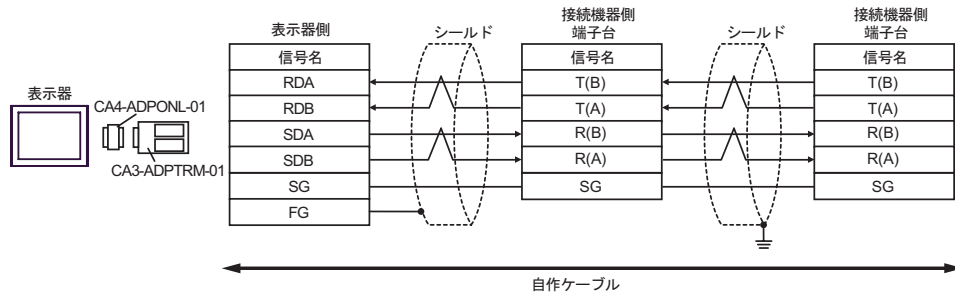 表示器
CA4-ADPONL-01
CA3-ADPTRM-01
表示器側
信号名
RDA
RDB
SDA
SDB
SG
FG
シールド
接続機器側
端子台
信号名
T(B)
T(A)
R(B)
R(A)
SG
シールド
接続機器側
端子台
信号名
T(B)
T(A)
R(B)
R(A)
SG
自作ケーブル